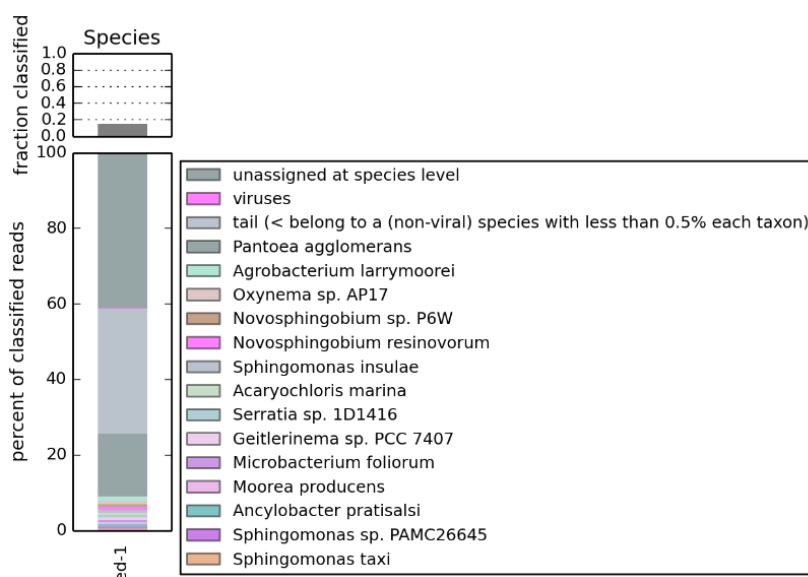 Species
fraction classified
1.0
0.8
0.6
0.4
0.2
0.0
percent of classified reads
100
80
60
40
20
0
ed-1
unassigned at species level
viruses
tail (< belong to a (non-viral) species with less than 0.5% each taxon)
Pantoea agglomerans
Agrobacterium larrymoorei
Oxynema sp. AP17
Novosphingobium sp. P6W
Novosphingobium resinovorum
Sphingomonas insulae
Acaryochloris marina
Serratia sp. 1D1416
Geitlerinema sp. PCC 7407
Microbacterium foliorum
Moorea producens
Ancylobacter pratisalsi
Sphingomonas sp. PAMC26645
Sphingomonas taxi